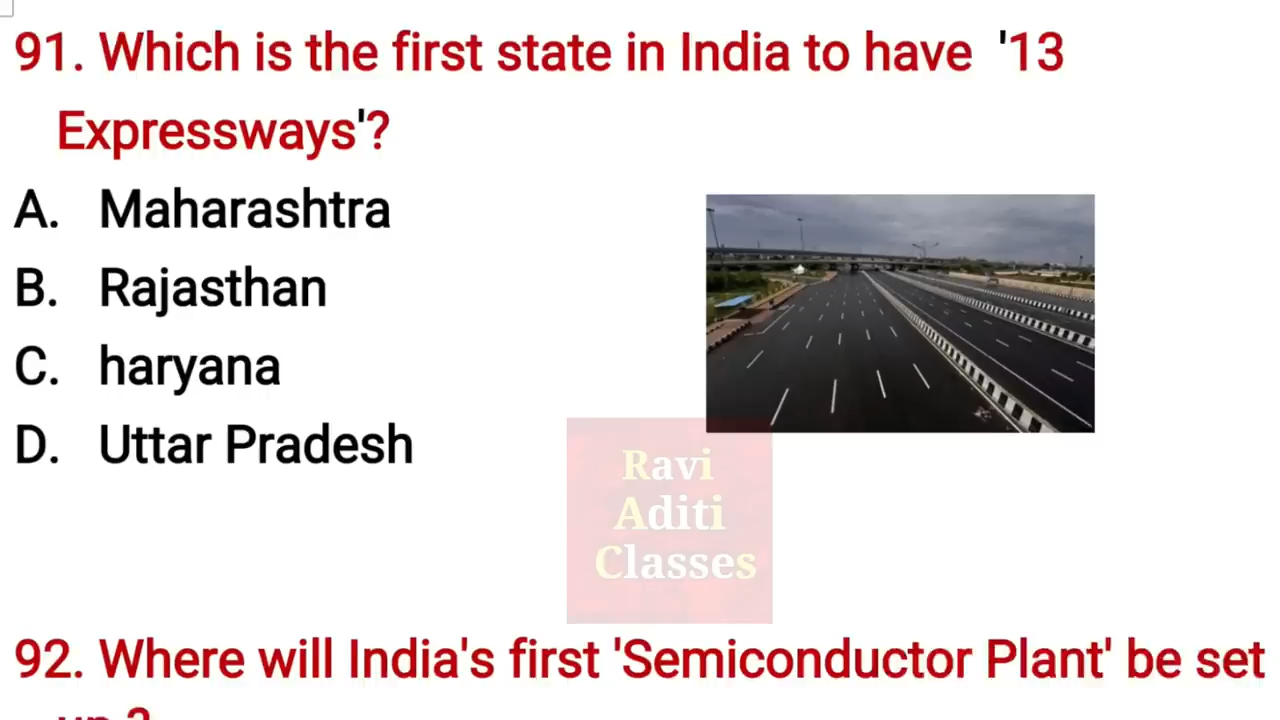 91. Which is the first state in India to have '13
Expressways'?
A. Maharashtra
B. Rajasthan
C. haryana
D. Uttar Pradesh
Ravi
Aditi
Classes
92. Where will India's first 'Semiconductor Plant' be set
up ?